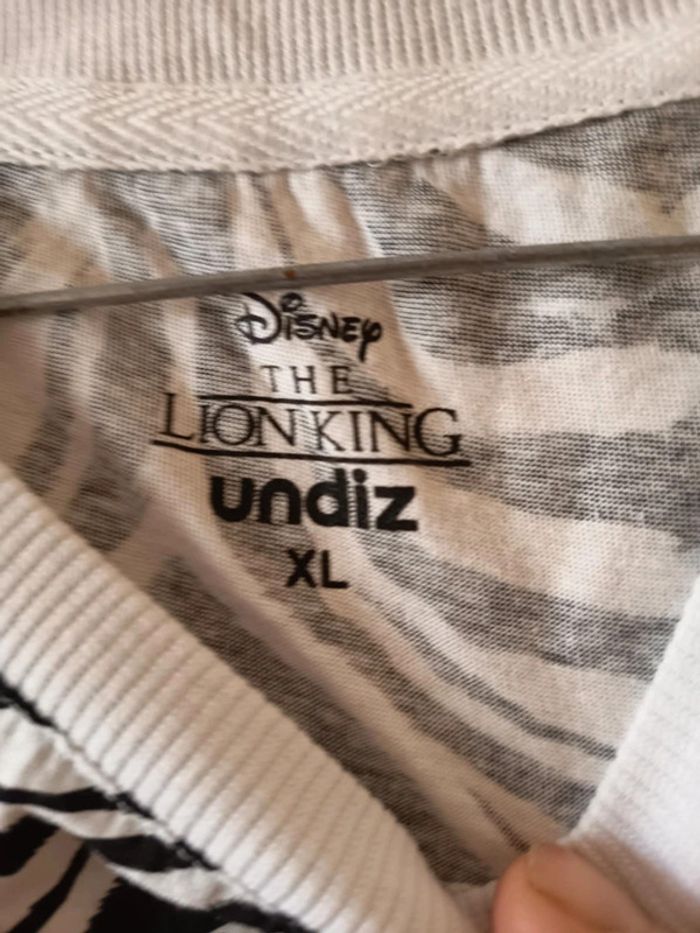 Disney
THE
LION KING
undiz
XL